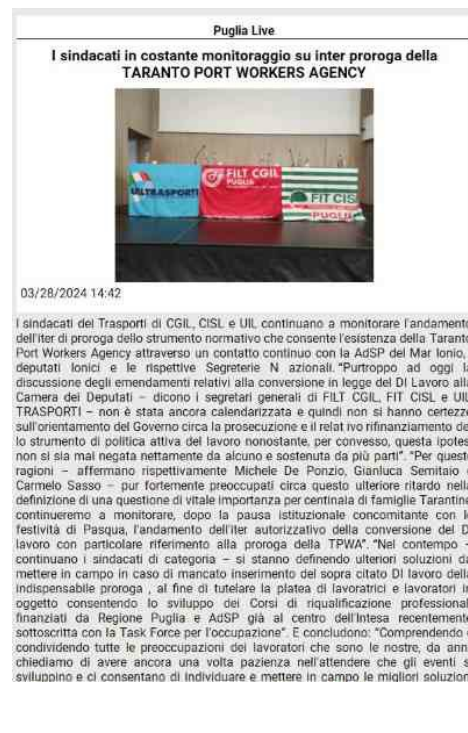 Puglia Live
I sindacati in costante monitoraggio su inter proroga della
TARANTO PORT WORKERS AGENCY
ULTRASPORTI
FILT CGIL
PUGLIA
FIT CIS
PUGLIA
03/28/2024 14:42
I sindacati dei Trasporti di CGIL, CISL e UIL continuano a monitorare l'andamento
dell'iter di proroga dello strumento normativo che consente l'esistenza della Taranto
Port Workers Agency attraverso un contatto continuo con la AdSP del Mar Ionio, i
deputati Ionici e le rispettive Segreterie N azionali. "Purtroppo ad oggi la
discussione degli emendamenti relativi alla conversione in legge del Dl Lavoro alla
Camera dei Deputati – dicono i segretari generali di FILT CGIL, FIT CISL e UIL
TRASPORTI – non è stata ancora calendarizzata e quindi non si hanno certezze
sull'orientamento del Governo circa la prosecuzione e il relat ivo rifinanziamento del
lo strumento di politica attiva del lavoro nonostante, per converso, questa ipotesi
non si sia mai negata nettamente da alcuno e sostenuta da più parti". "Per queste
ragioni – affermano rispettivamente Michele De Ponzio, Gianluca Semitaio e
Carmelo Sasso – pur fortemente preoccupati circa questo ulteriore ritardo nella
definizione di una questione di vitale importanza per centinaia di famiglie Tarantine
continueremo a monitorare, dopo la pausa istituzionale concomitante con le
festività di Pasqua, l'andamento dell'iter autorizzativo della conversione del Dl
lavoro con particolare riferimento alla proroga della TPWA". "Nel contempo –
continuano i sindacati di categoria – si stanno definendo ulteriori soluzioni da
mettere in campo in caso di mancato inserimento del sopra citato Dl lavoro della
indispensabile proroga , al fine di tutelare la platea di lavoratrici e lavoratori in
oggetto consentendo lo sviluppo dei Corsi di riqualificazione professionale
finanziati da Regione Puglia e AdSP già al centro dell'Intesa recentemente
sottoscritta con la Task Force per l'occupazione". E concludono: "Comprendendo e
condividendo tutte le preoccupazioni dei lavoratori che sono le nostre, da anni
chiediamo di avere ancora una volta pazienza nell'attendere che gli eventi si
sviluppino e ci consentano di individuare e mettere in campo le migliori soluzioni